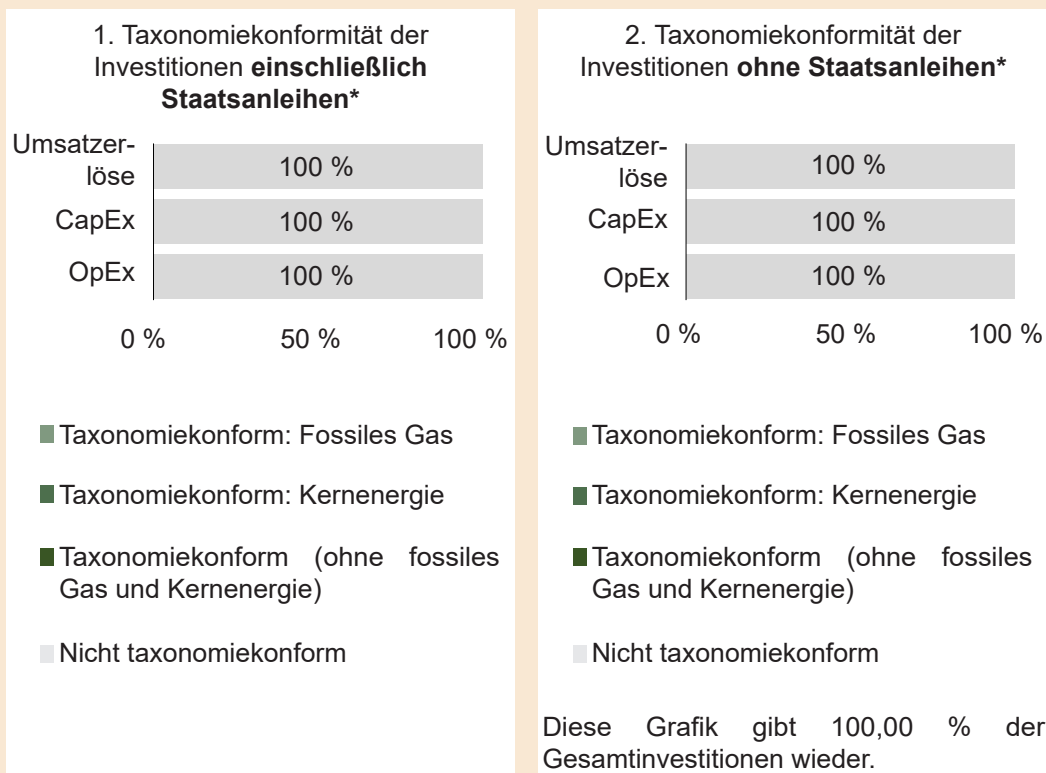 1. Taxonomiekonformität der
Investitionen einschließlich
Staatsanleihen*
Umsatzer-
löse
100 %
CapEx
100 %
OpEx
100 %
0 %
50 %
100 %
Taxonomiekonform: Fossiles Gas
Taxonomiekonform: Kernenergie
Taxonomiekonform (ohne fossiles
Gas und Kernenergie)
Nicht taxonomiekonform
2. Taxonomiekonformität der
Investitionen ohne Staatsanleihen*
Umsatzer-
löse
100 %
CapEx
100 %
OpEx
100 %
0 %
50 %
100 %
Taxonomiekonform: Fossiles Gas
Taxonomiekonform: Kernenergie
Taxonomiekonform (ohne fossiles
Gas und Kernenergie)
Nicht taxonomiekonform
Diese Grafik gibt 100,00 % der
Gesamtinvestitionen wieder.